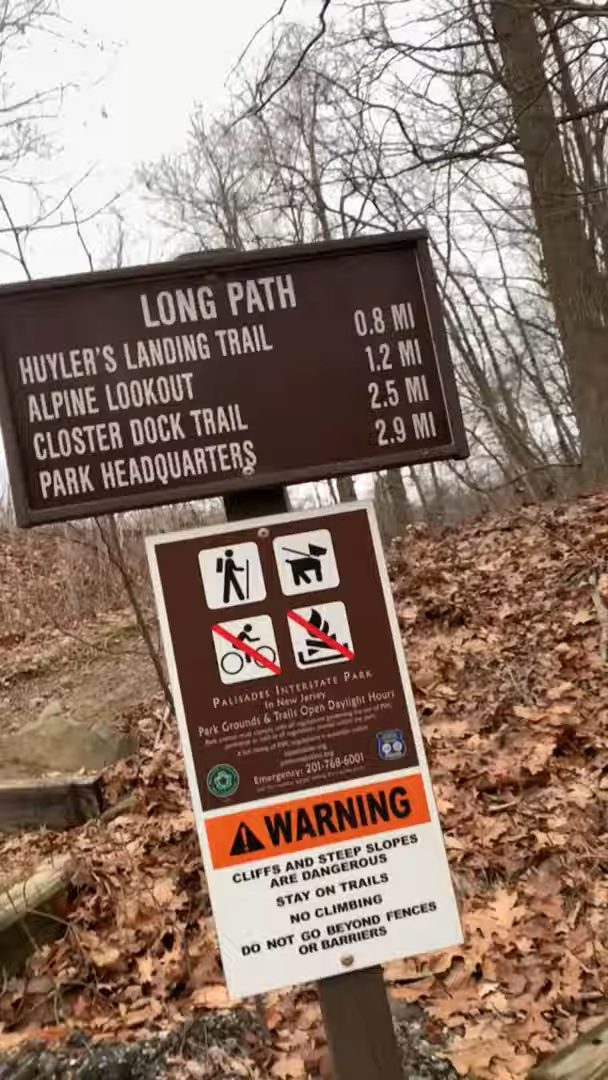 LONG PATH
HUYLER'S LANDING TRAIL 0.8 MI
ALPINE LOOKOUT 1.2 MI
CLOSTER DOCK TRAIL 2.5 MI
PARK HEADQUARTERS 2.9 MI
PALISADES INTERSTATE PARK
In New Jersey
Park Grounds & Trails Open Daylight Hours
Emergency: 201-768-6001
WARNING
CLIFFS AND STEEP SLOPES
ARE DANGEROUS
STAY ON TRAILS
NO CLIMBING
DO NOT GO BEYOND FENCES
OR BARRIERS